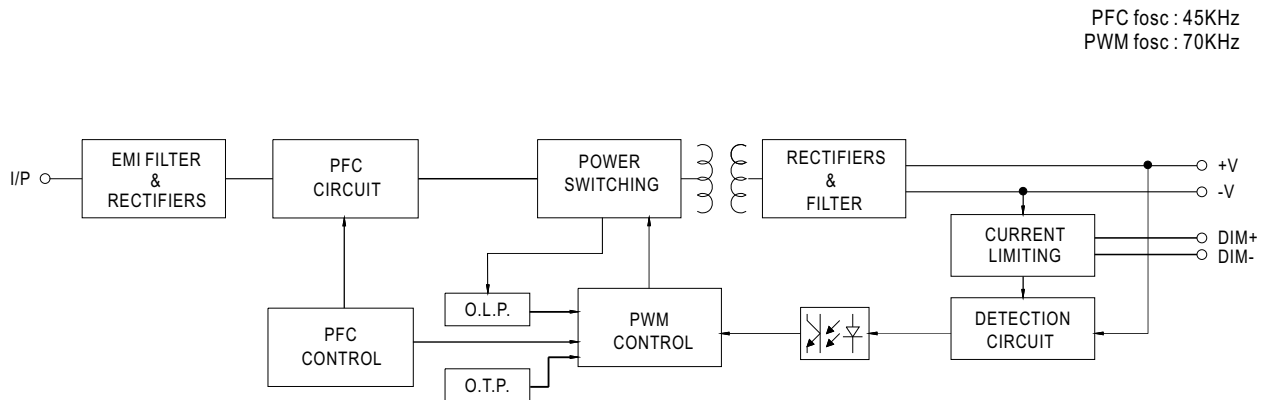 PFC fosc : 45KHz
PWM fosc : 70KHz
I/P
EMI FILTER
&
RECTIFIERS
PFC
CIRCUIT
POWER
SWITCHING
RECTIFIERS
&
FILTER
+V
-V
CURRENT
LIMITING
DIM+
DIM-
O.L.P.
PFC
CONTROL
PWM
CONTROL
DETECTION
CIRCUIT
O.T.P.